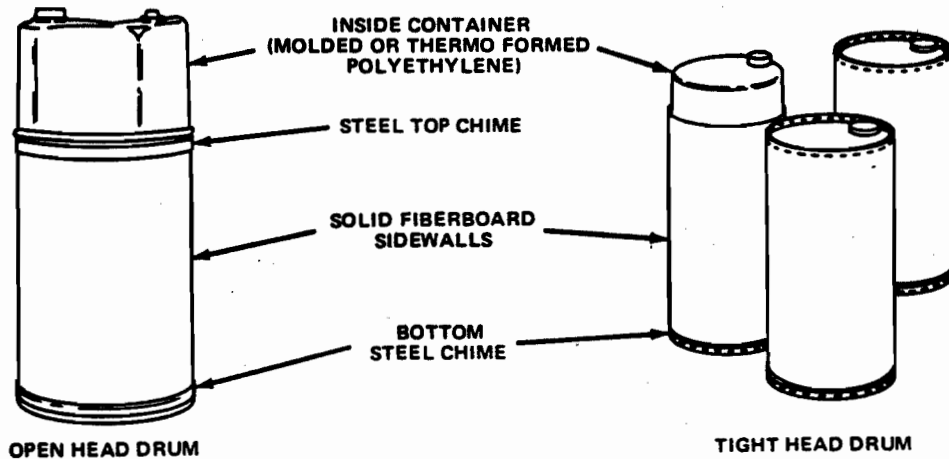 INSIDE CONTAINER
(MOLDED OR THERMO FORMED
POLYETHYLENE)
STEEL TOP CHIME
SOLID FIBERBOARD
SIDEWALLS
BOTTOM
STEEL CHIME
OPEN HEAD DRUM
TIGHT HEAD DRUM